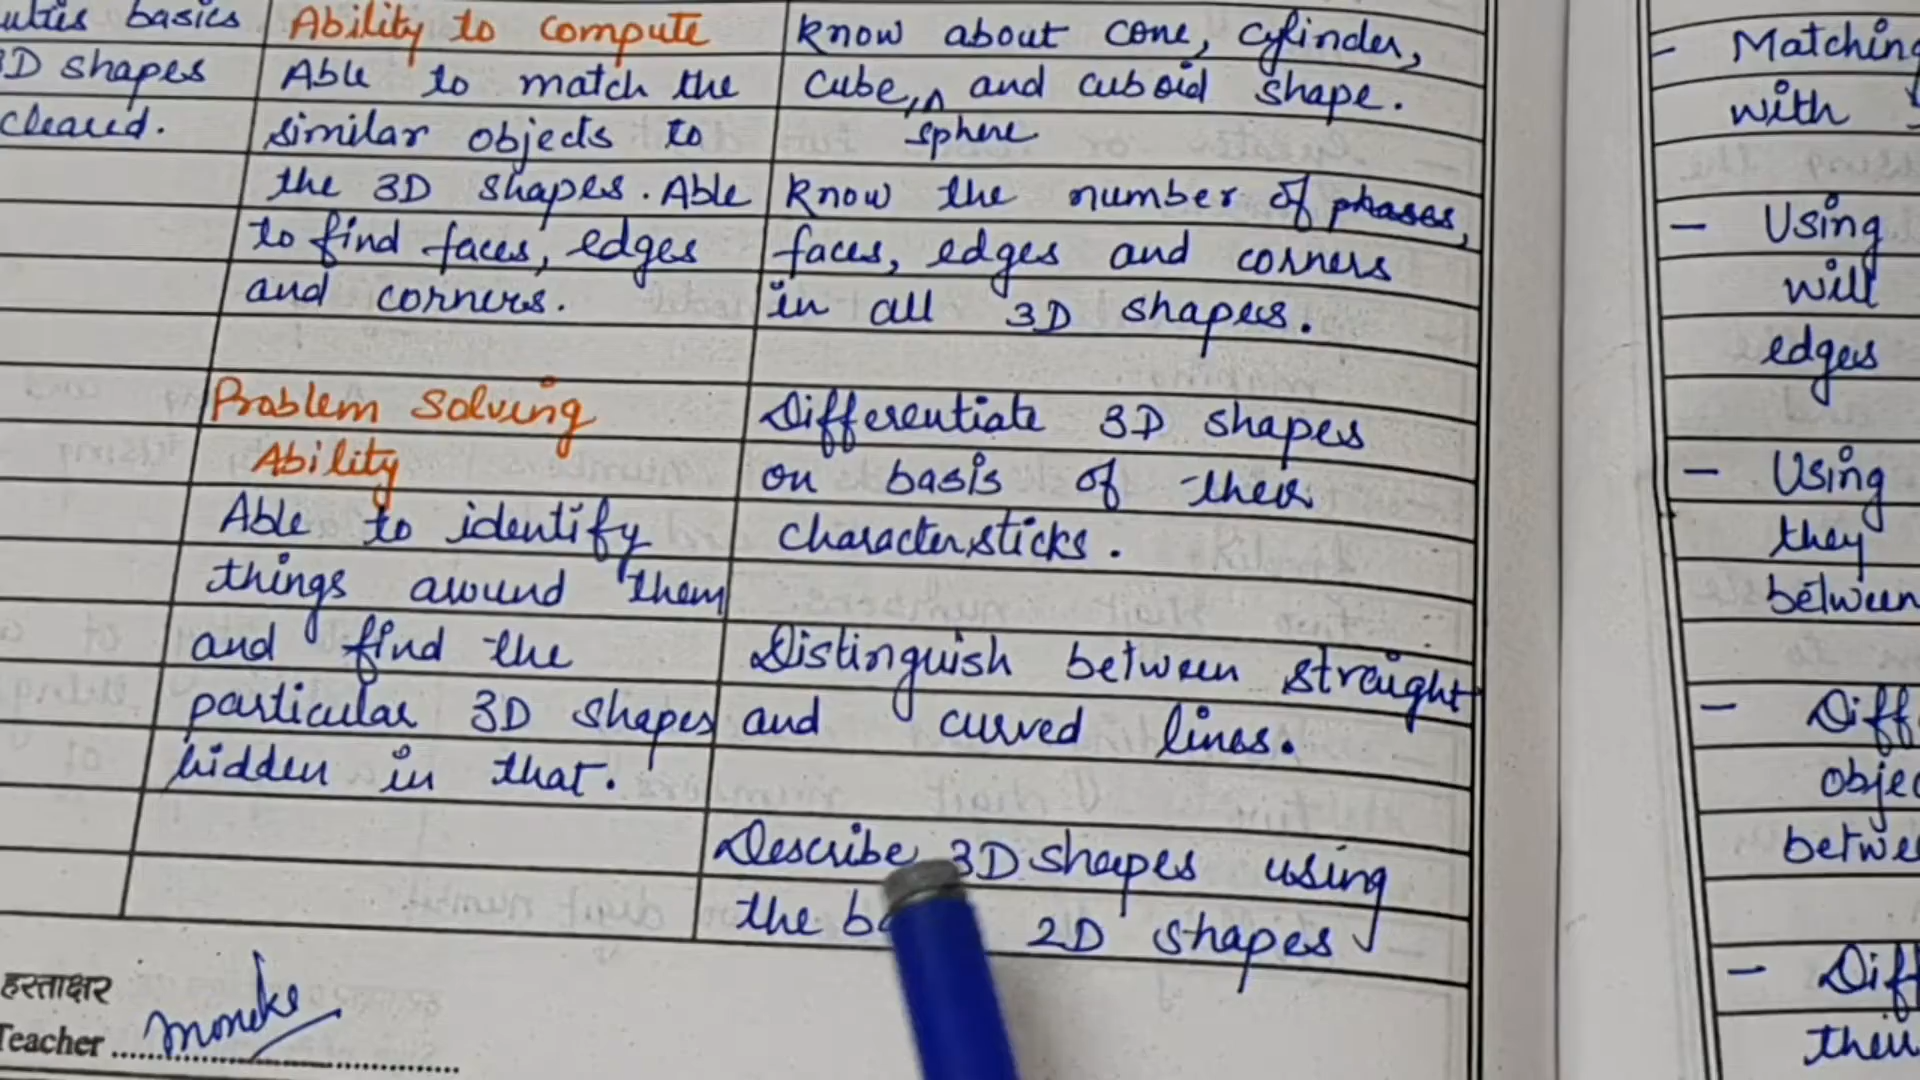 basics
3D shapes
cleared.
Ability to compute
Able to match the
similar objects to
the 3D shapes. Able
to find faces, edges
and corners.
Problem Solving
Ability
Able to identify
things around them
and find the
particular 3D shapes
hidden in that.
know about cone, cylinder,
cube, ^ and cuboid shape.
sphere
know the number of phases,
faces, edges and corners
in all 3D shapes.
Differentiate 3D shapes
on basis of their
charactersticks.
Distinguish between straight
and curved lines.
Describe 3D shapes using
the 2D shapes
हस्ताक्षर
Teacher
Matching
with
- Using
will
edges
- Using
they
between
-